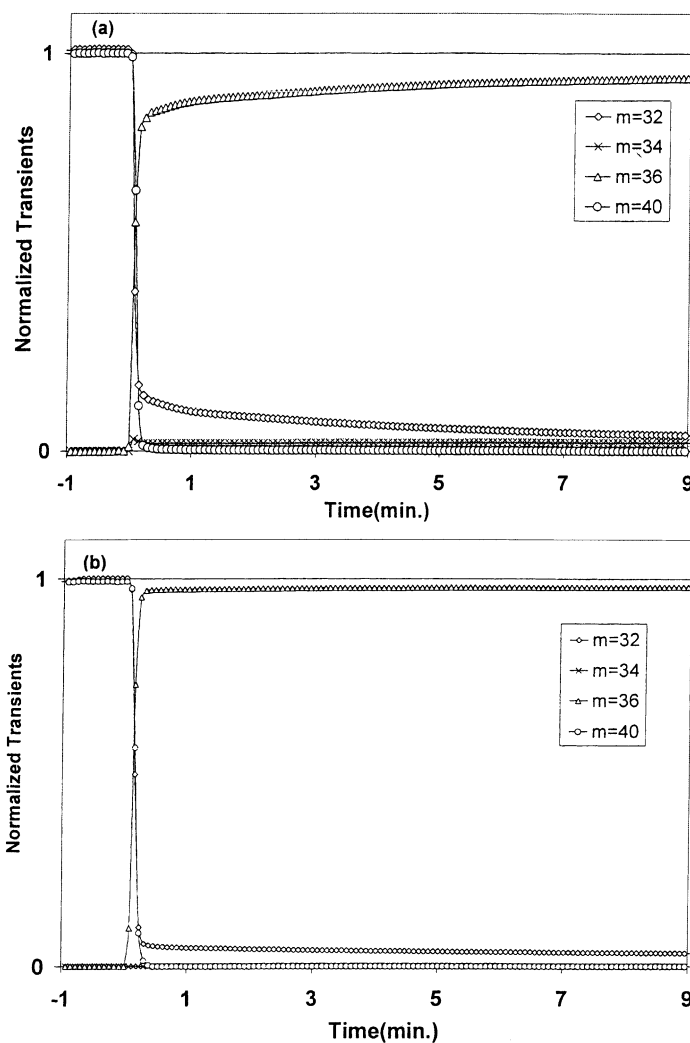 (a)
1
0
Normalized Transients
m=32
m=34
m=36
m=40
-1
1
3
5
7
9
Time(min.)
(b)
1
0
Normalized Transients
m=32
m=34
m=36
m=40
-1
1
3
5
7
9
Time(min.)